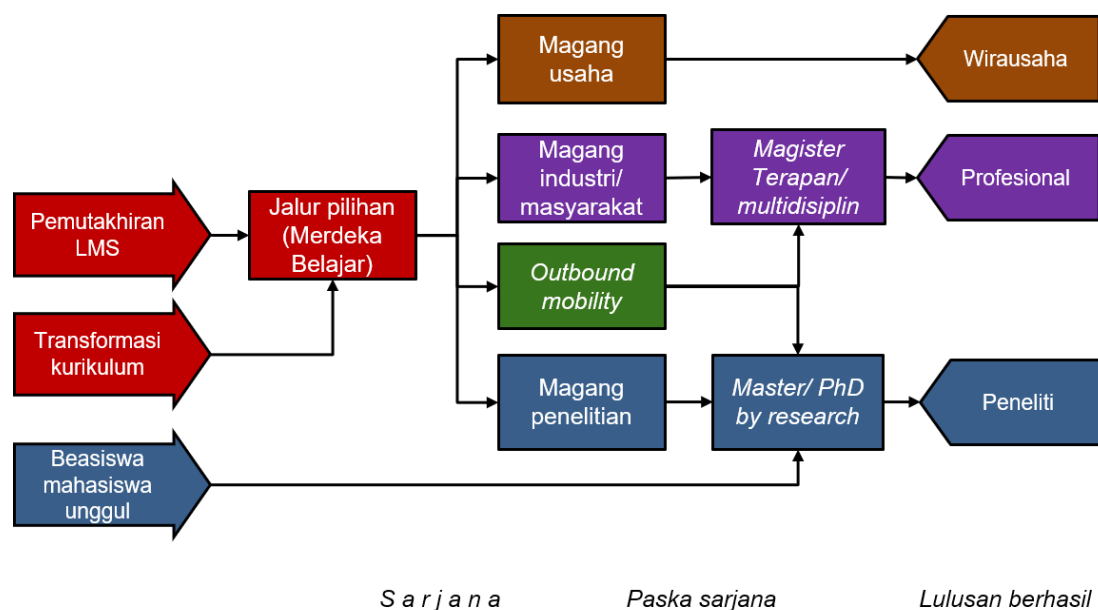 Magang
usaha
Wirausaha
Magang
industri/
masyarakat
Magister
Terapan/
multidisiplin
Profesional
Pemutakhiran
LMS
Jalur pilihan
(Merdeka
Belajar)
Outbound
mobility
Transformasi
kurikulum
Magang
penelitian
Master/ PhD
by research
Peneliti
Beasiswa
mahasiswa
unggul
S a r j a n a
Paska sarjana
Lulusan berhasil